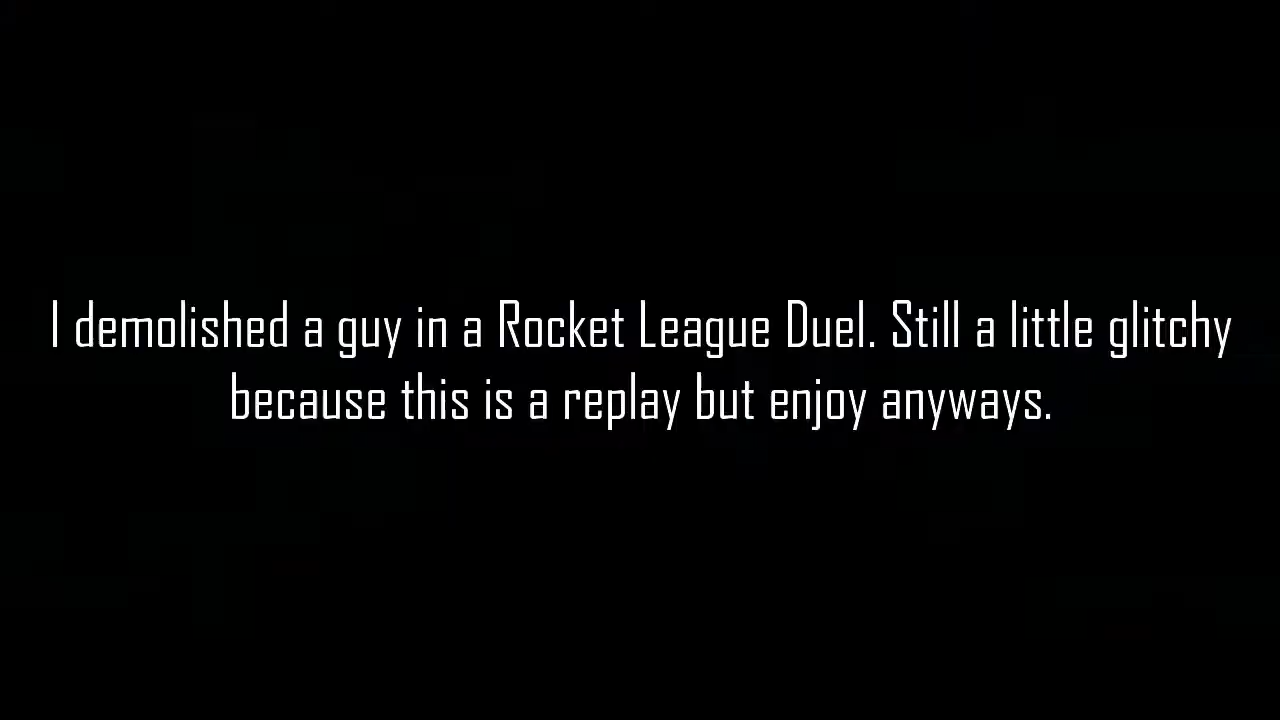 I demolished a guy in a Rocket League Duel. Still a little glitchy
because this is a replay but enjoy anyways.